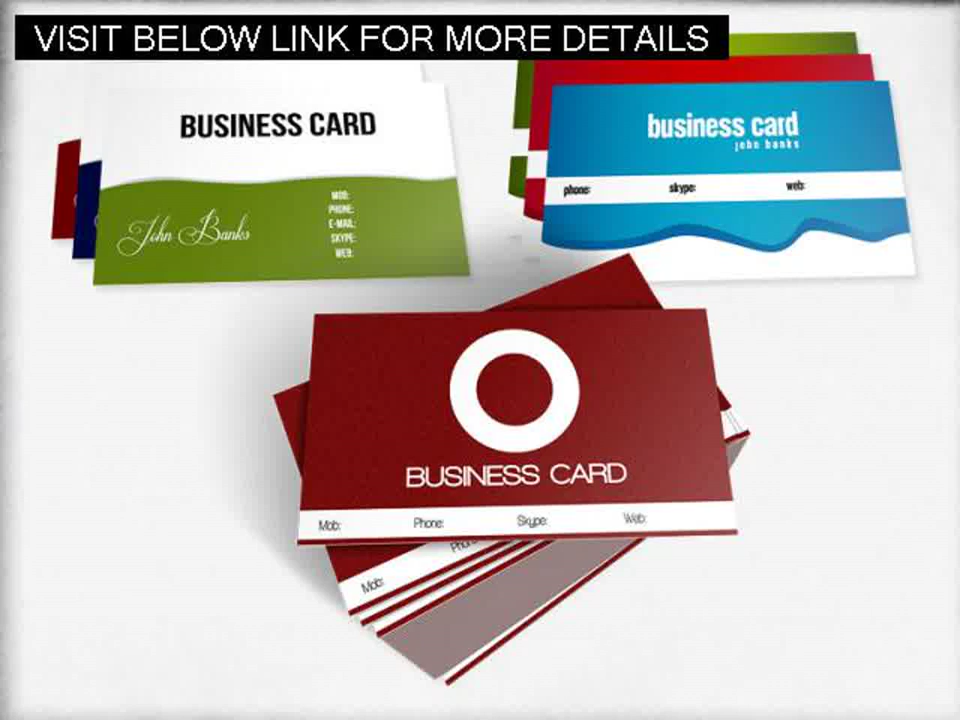 VISIT BELOW LINK FOR MORE DETAILS
BUSINESS CARD
John Banks
MOB:
PHONE:
E-MAIL:
SKYPE:
WEB:
business card
john banks
phone: skype: web:
BUSINESS CARD
Mob: Phone: Skype: Web:
Mob: